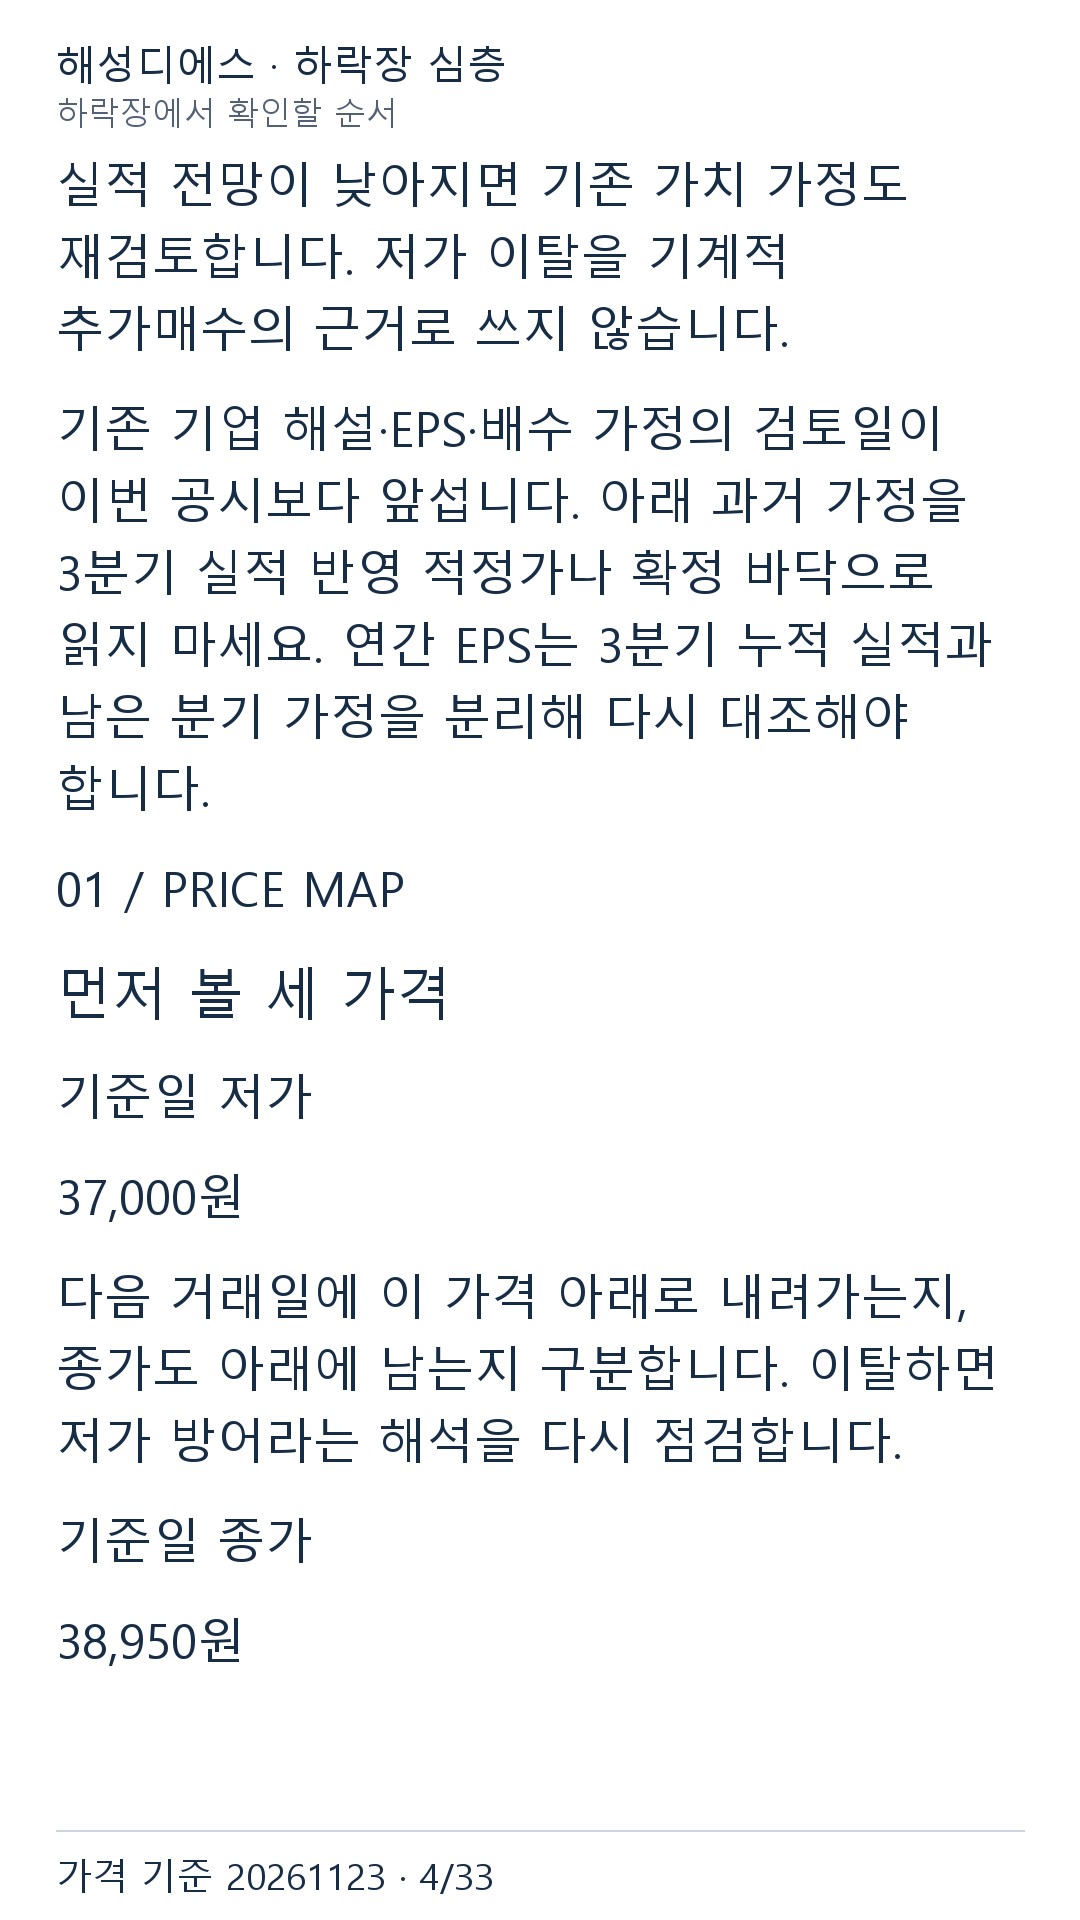 해성디에스 · 하락장 심층
하락장에서 확인할 순서
실적 전망이 낮아지면 기존 가치 가정도
재검토합니다. 저가 이탈을 기계적
추가매수의 근거로 쓰지 않습니다.
기존 기업 해설·EPS·배수 가정의 검토일이
이번 공시보다 앞섭니다. 아래 과거 가정을
3분기 실적 반영 적정가나 확정 바닥으로
읽지 마세요. 연간 EPS는 3분기 누적 실적과
남은 분기 가정을 분리해 다시 대조해야
합니다.
01 / PRICE MAP
먼저 볼 세 가격
기준일 저가
37,000원
다음 거래일에 이 가격 아래로 내려가는지,
종가도 아래에 남는지 구분합니다. 이탈하면
저가 방어라는 해석을 다시 점검합니다.
기준일 종가
38,950원
가격 기준 20261123 · 4/33